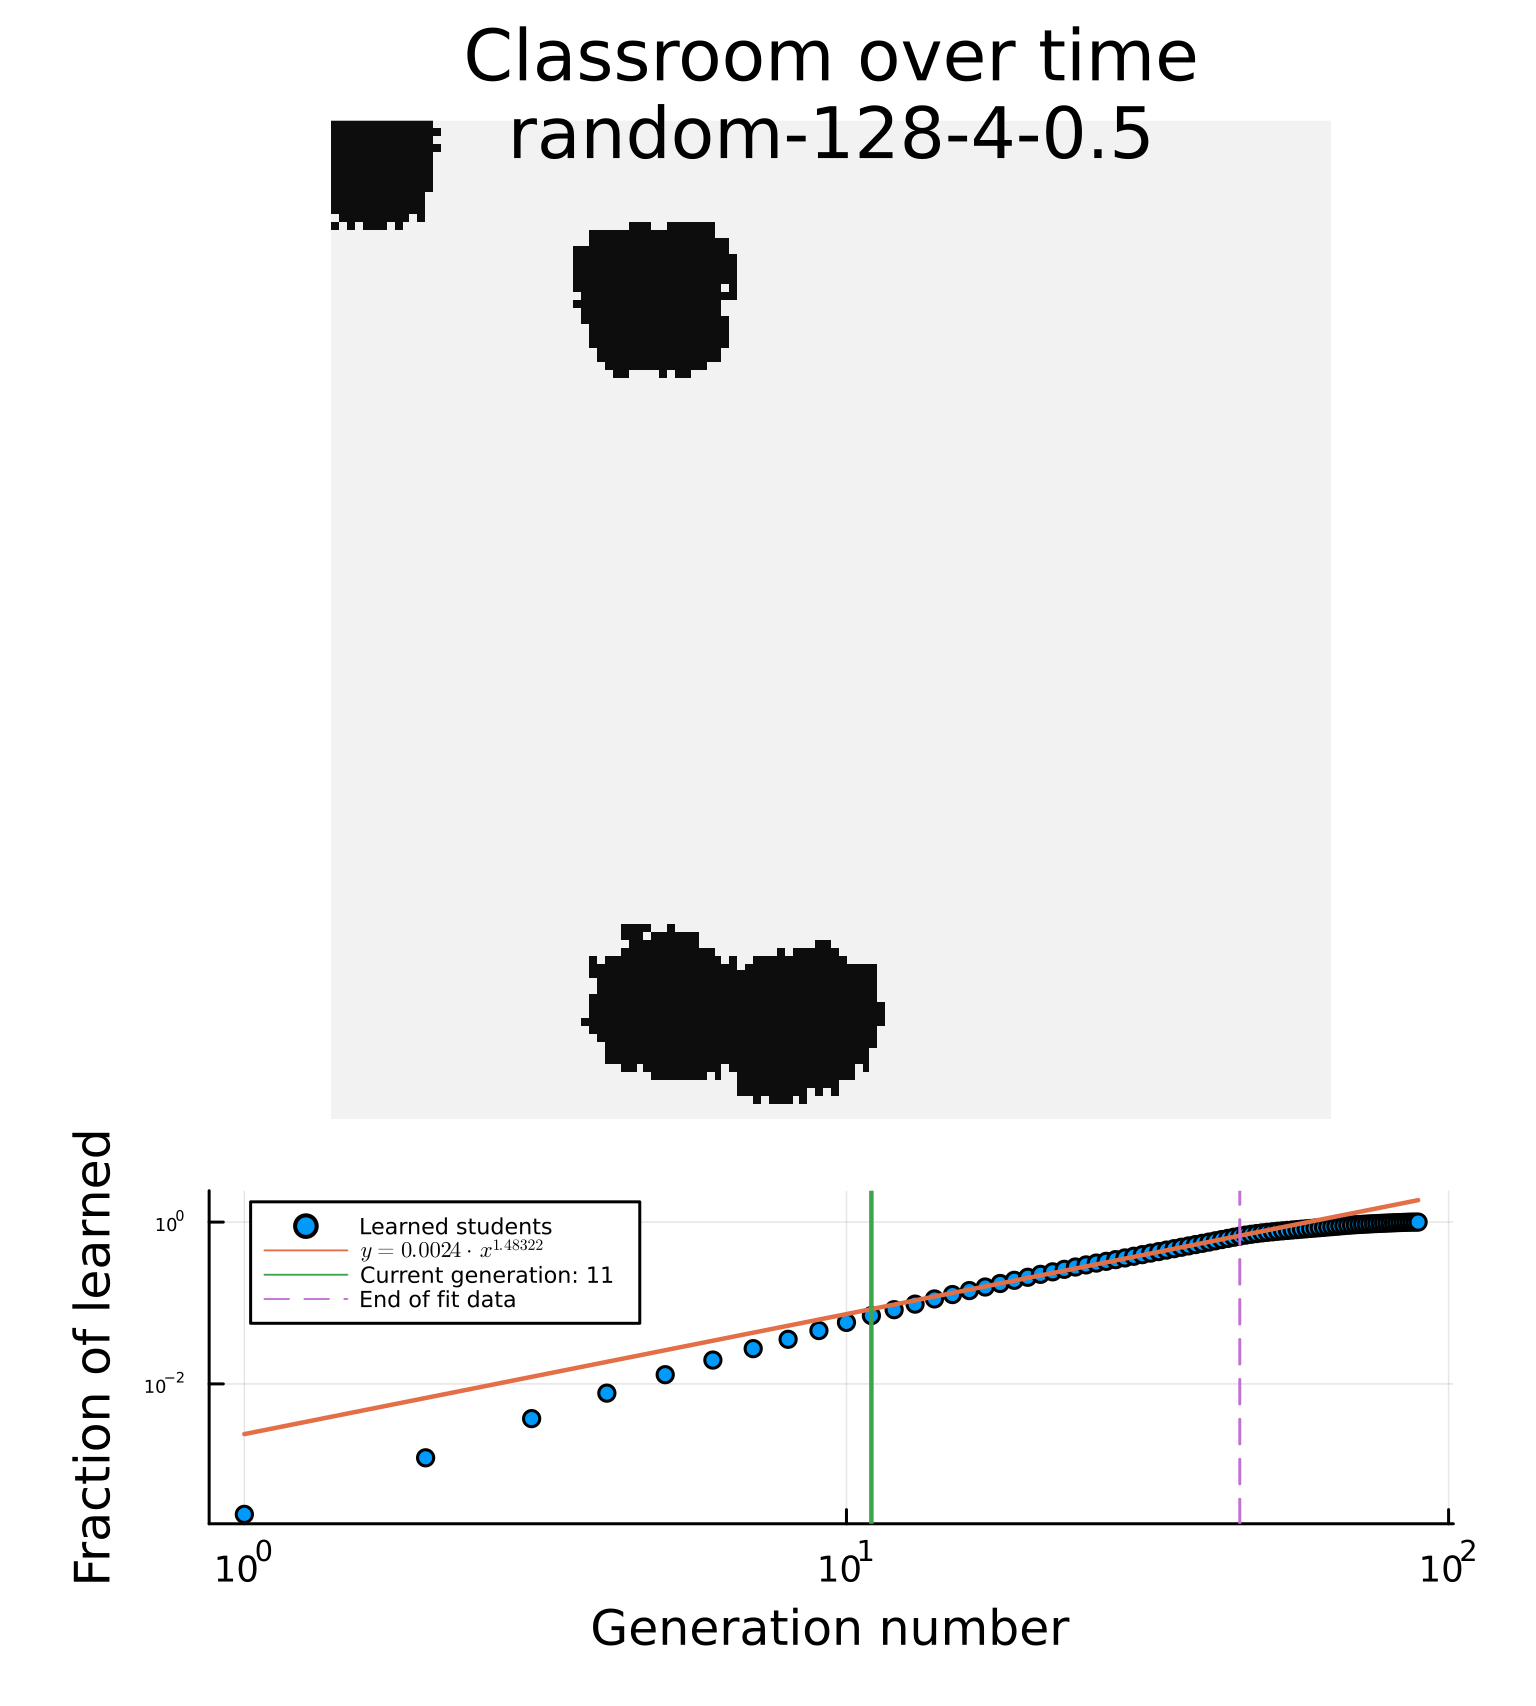 Classroom over time
random-128-4-0.5
Fraction of learned
10^0
10^-2
Learned students
y = 0.0024 · x^1.48322
Current generation: 11
End of fit data
10^0
10^1
10^2
Generation number